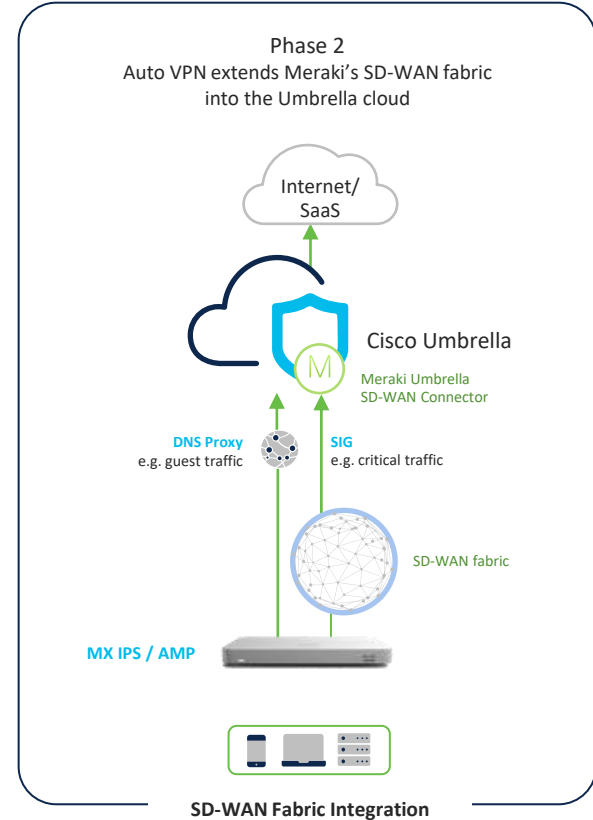 Phase 2
Auto VPN extends Meraki's SD-WAN fabric
into the Umbrella cloud
Internet/
SaaS
Cisco Umbrella
M
Meraki Umbrella
SD-WAN Connector
DNS Proxy
e.g. guest traffic
SIG
e.g. critical traffic
SD-WAN fabric
MX IPS / AMP
SD-WAN Fabric Integration